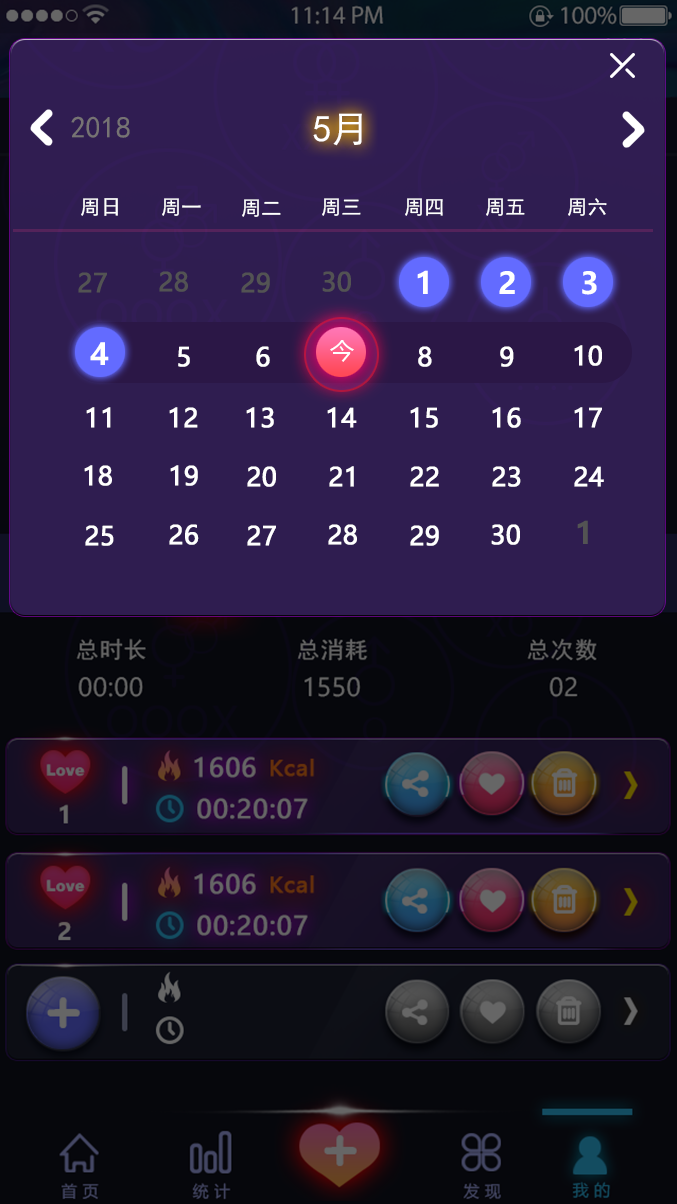 11:14 PM 100%
2018 5月
周日 周一 周二 周三 周四 周五 周六
27 28 29 30 1 2 3
4 5 6 今 8 9 10
11 12 13 14 15 16 17
18 19 20 21 22 23 24
25 26 27 28 29 30 1
总时长 总消耗 总次数
00:00 1550 02
Love 1606 Kcal
1 00:20:07
Love 1606 Kcal
2 00:20:07
首页 统计 发现 我的